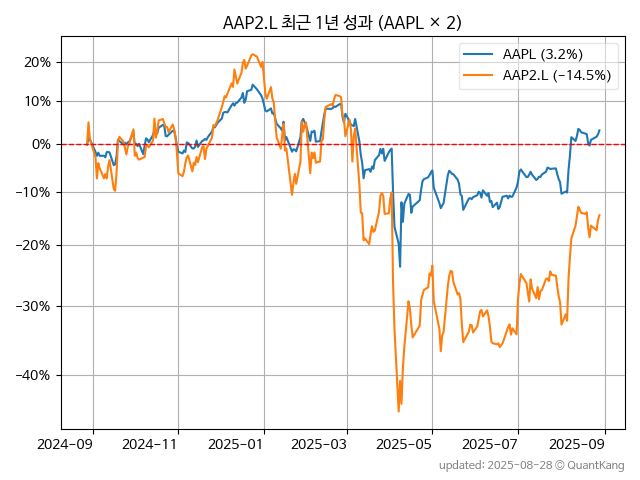 AAP2.L 최근 1년 성과 (AAPL × 2)
AAPL (3.2%)
AAP2.L (−14.5%)
20%
10%
0%
−10%
−20%
−30%
−40%
2024-09 2024-11 2025-01 2025-03 2025-05 2025-07 2025-09
updated: 2025-08-28 © QuantKang